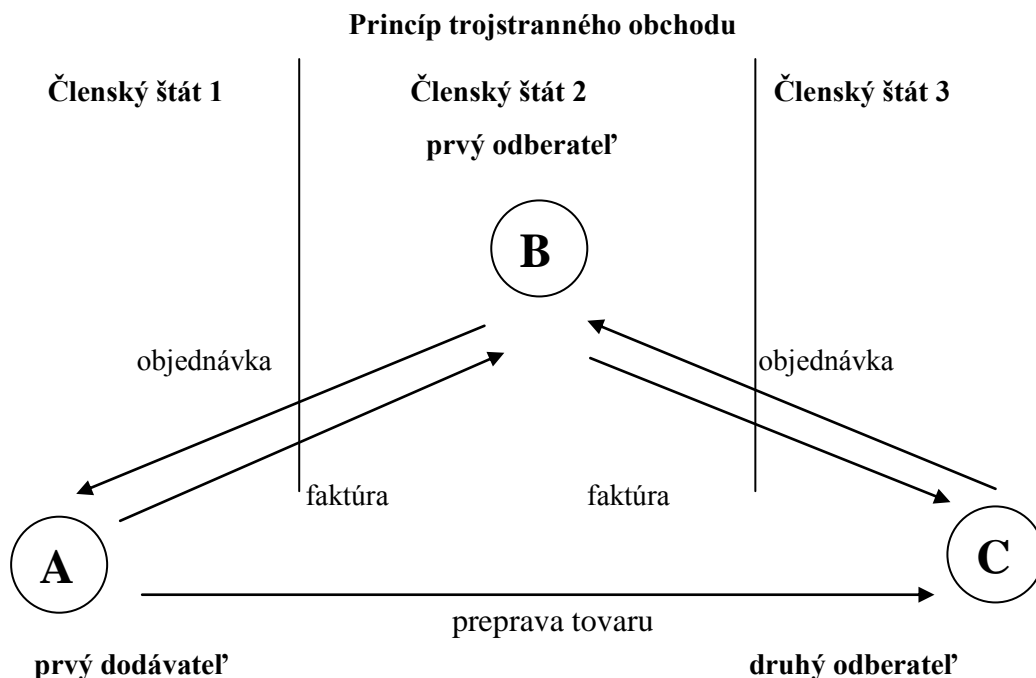 Princíp trojstranného obchodu
Členský štát 1
Členský štát 2
Členský štát 3
prvý odberateľ
B
objednávka
objednávka
faktúra
faktúra
A
C
preprava tovaru
prvý dodávateľ
druhý odberateľ